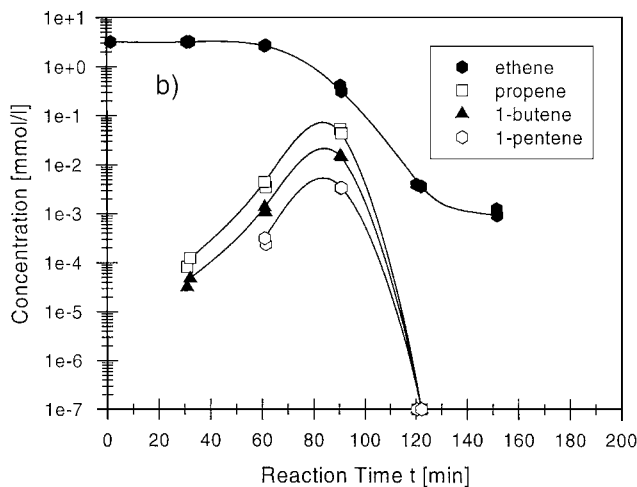 1e+1
1e+0
1e-1
1e-2
1e-3
1e-4
1e-5
1e-6
1e-7
Concentration [mmol/l]
b)
ethene
propene
1-butene
1-pentene
0 20 40 60 80 100 120 140 160 180 200
Reaction Time t [min]